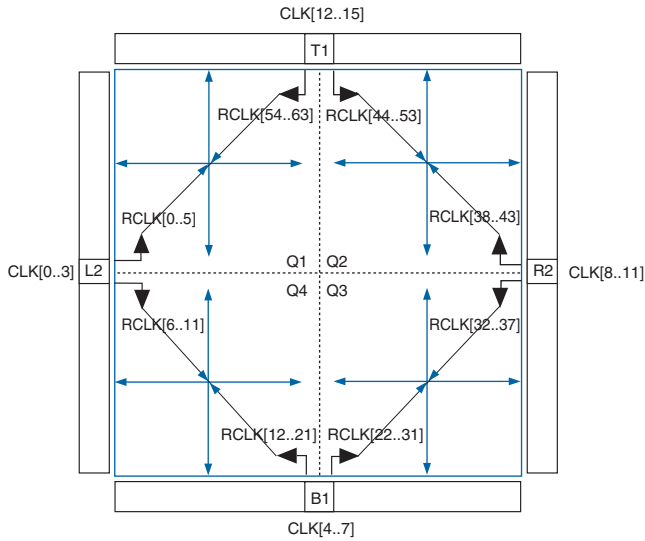 CLK[12..15]
T1
RCLK[54..63]
RCLK[44..53]
RCLK[0..5]
RCLK[38..43]
Q1
Q2
CLK[0..3]
L2
R2
CLK[8..11]
Q4
Q3
RCLK[6..11]
RCLK[32..37]
RCLK[12..21]
RCLK[22..31]
B1
CLK[4..7]